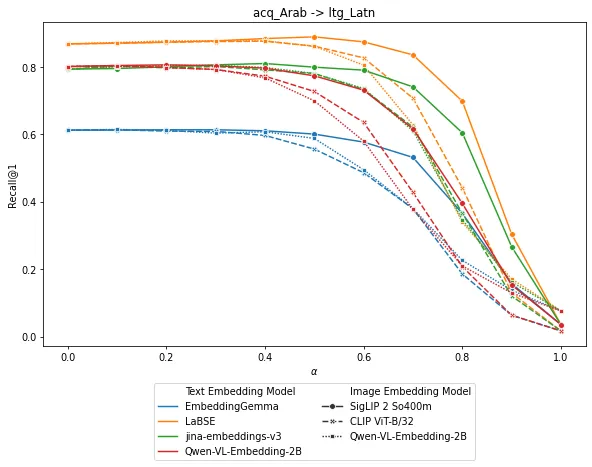 acq_Arab -> ltg_Latn
Recall@1
0.8
0.6
0.4
0.2
0.0
0.0 0.2 0.4 0.6 0.8 1.0
α
Text Embedding Model Image Embedding Model
EmbeddingGemma SigLIP 2 So400m
LaBSE CLIP ViT-B/32
jina-embeddings-v3 Qwen-VL-Embedding-2B
Qwen-VL-Embedding-2B